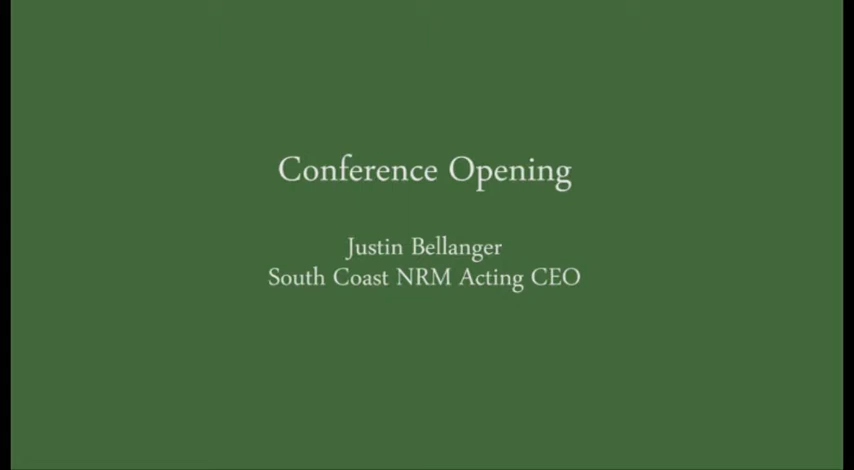 Conference Opening
Justin Bellanger
South Coast NRM Acting CEO